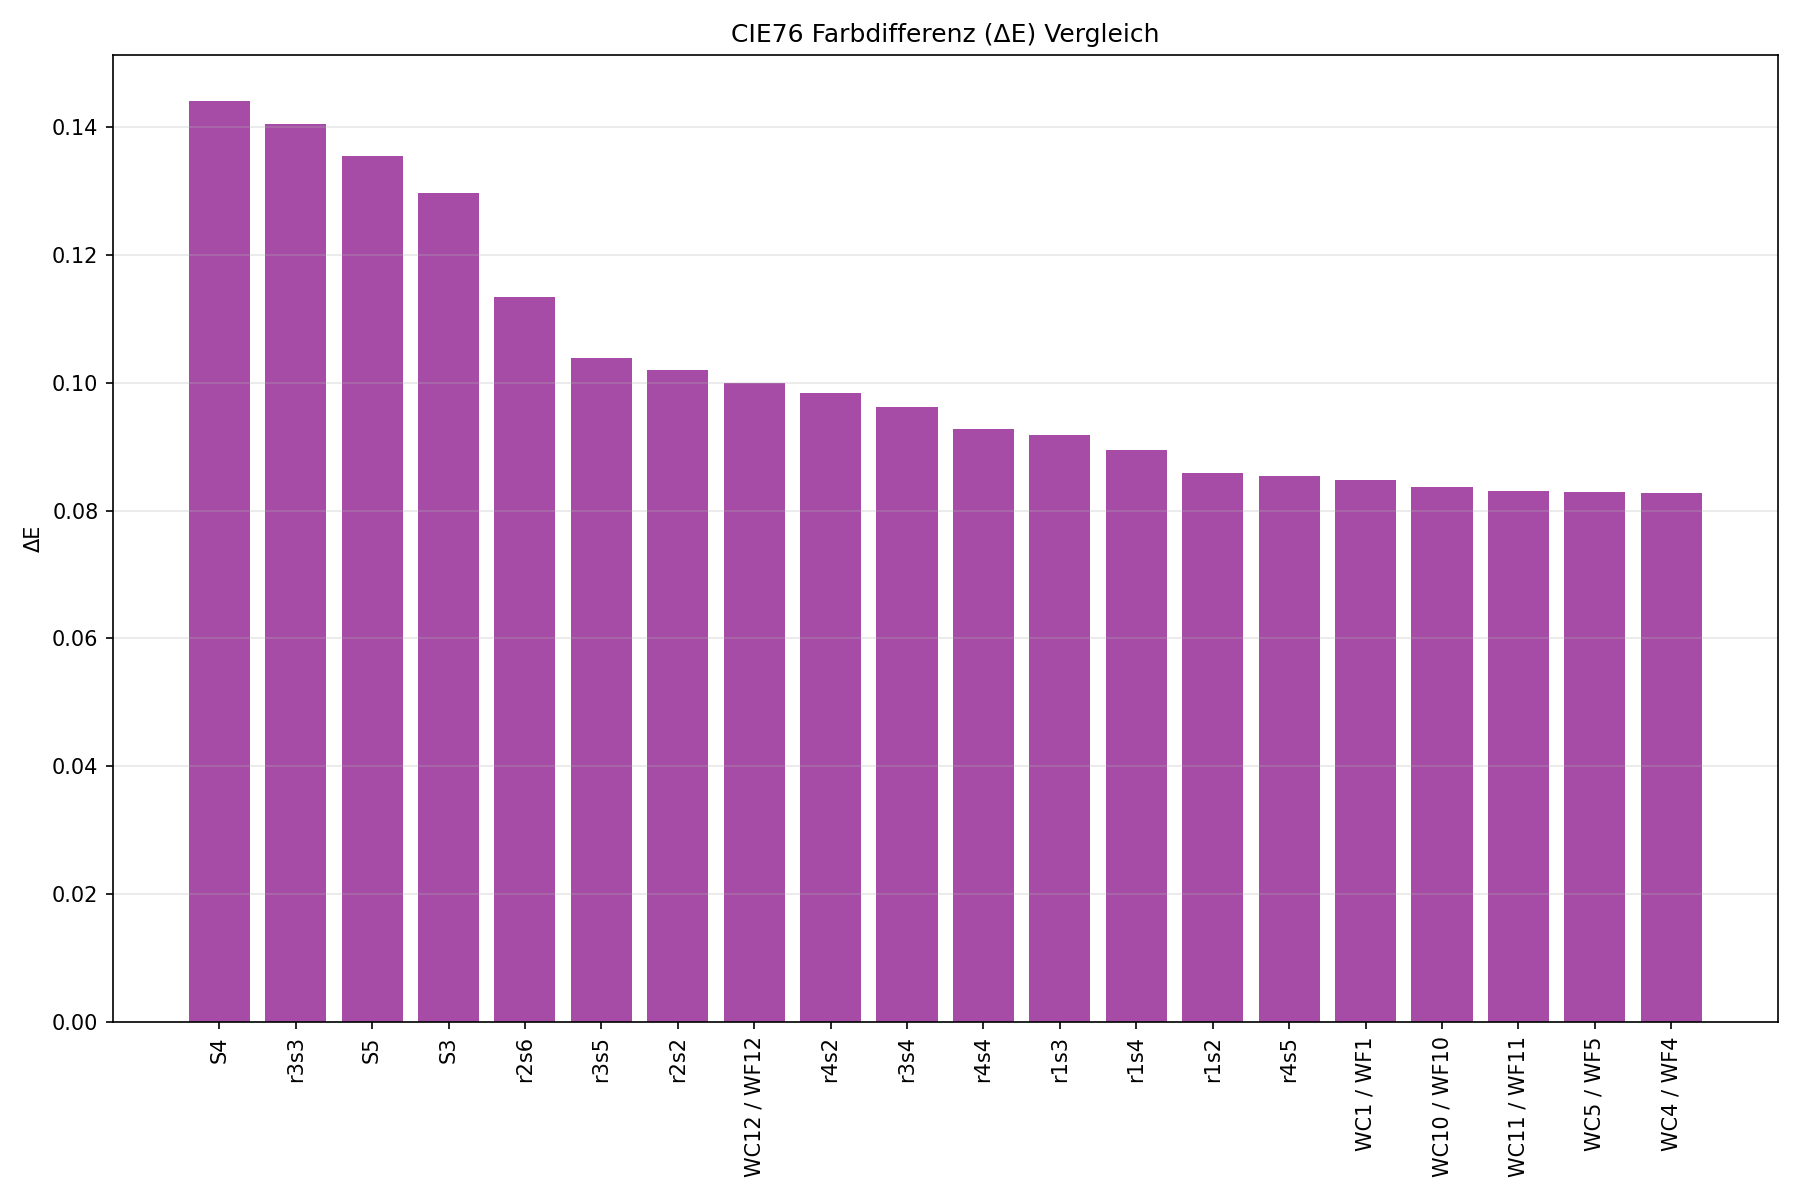 CIE76 Farbdifferenz (ΔE) Vergleich
ΔE
0.14
0.12
0.10
0.08
0.06
0.04
0.02
0.00
S4
r3s3
S5
S3
r2s6
r3s5
r2s2
WC12 / WF12
r4s2
r3s4
r4s4
r1s3
r1s4
r1s2
r4s5
WC1 / WF1
WC10 / WF10
WC11 / WF11
WC5 / WF5
WC4 / WF4